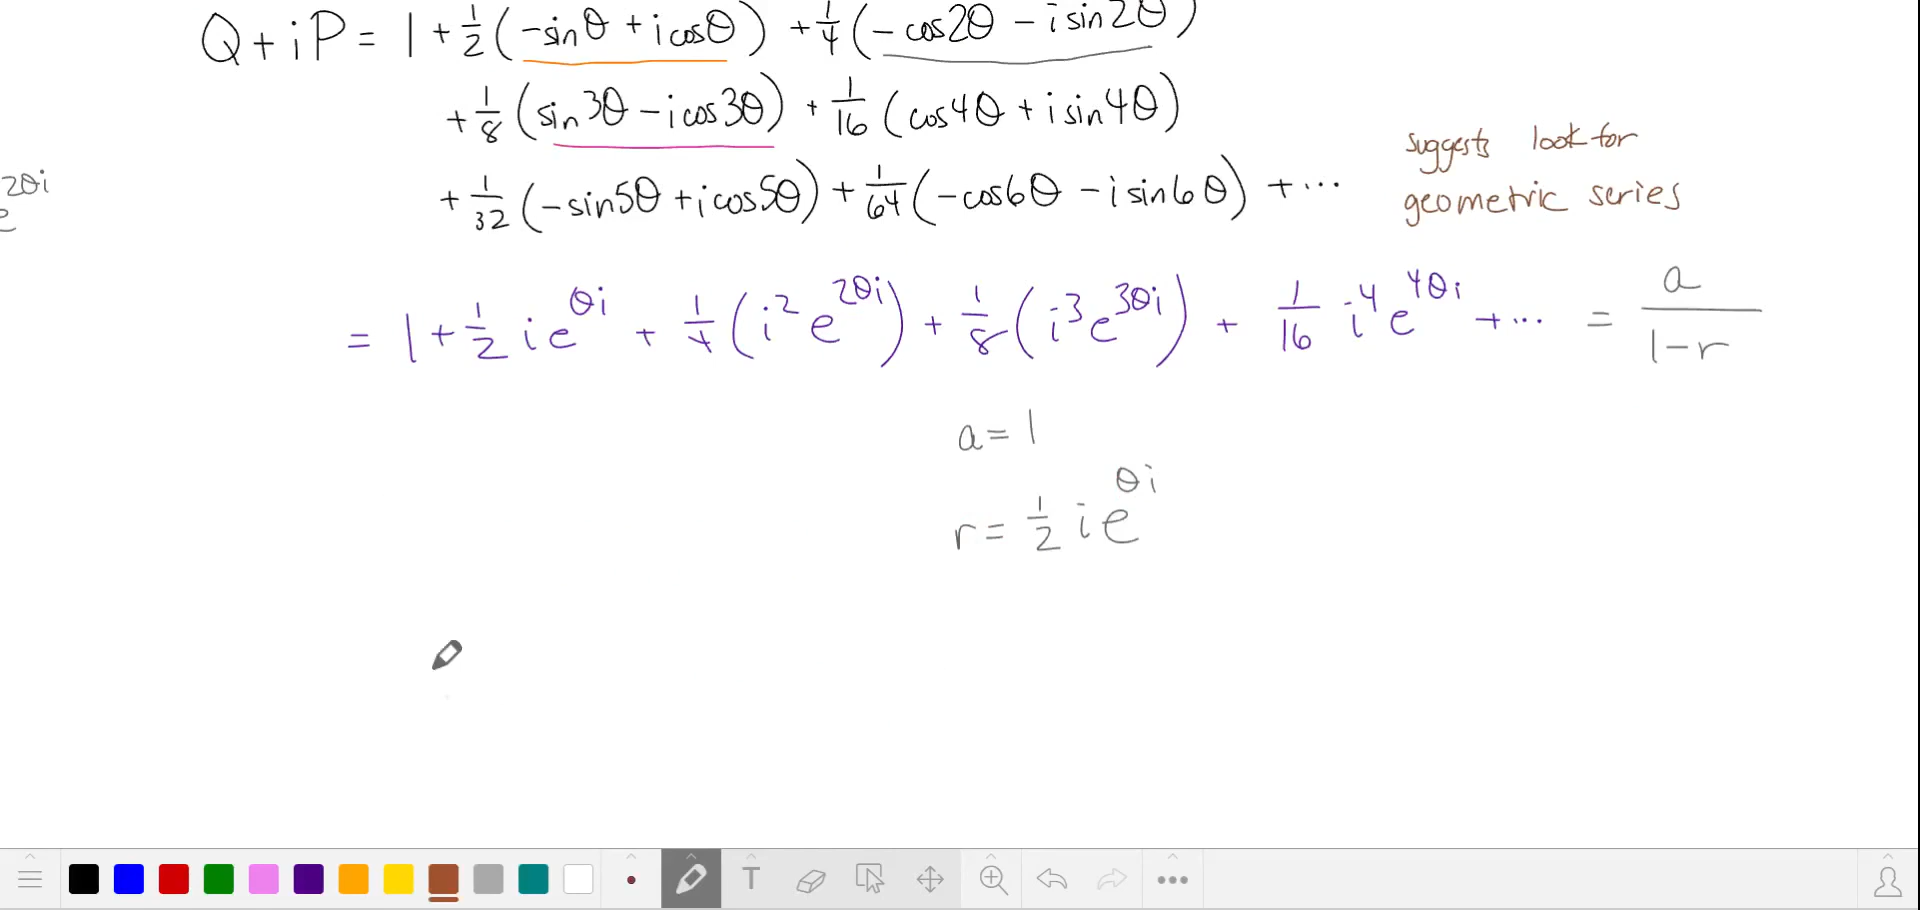 Q + iP = 1 + 1/2 (-sinθ + i cosθ) + 1/4 (-cos2θ - i sin2θ)
+ 1/8 (sin3θ - i cos3θ) + 1/16 (cos4θ + i sin4θ)
suggests look for
geometric series
e^{2θi}
+ 1/32 (-sin5θ + i cos5θ) + 1/64 (-cos6θ - i sin6θ) + ...
= 1 + 1/2 i e^{θi} + 1/4 (i^2 e^{2θi}) + 1/8 (i^3 e^{3θi}) + 1/16 i^4 e^{4θi} + ... = a/(1-r)
a = 1
r = 1/2 i e^{θi}
T